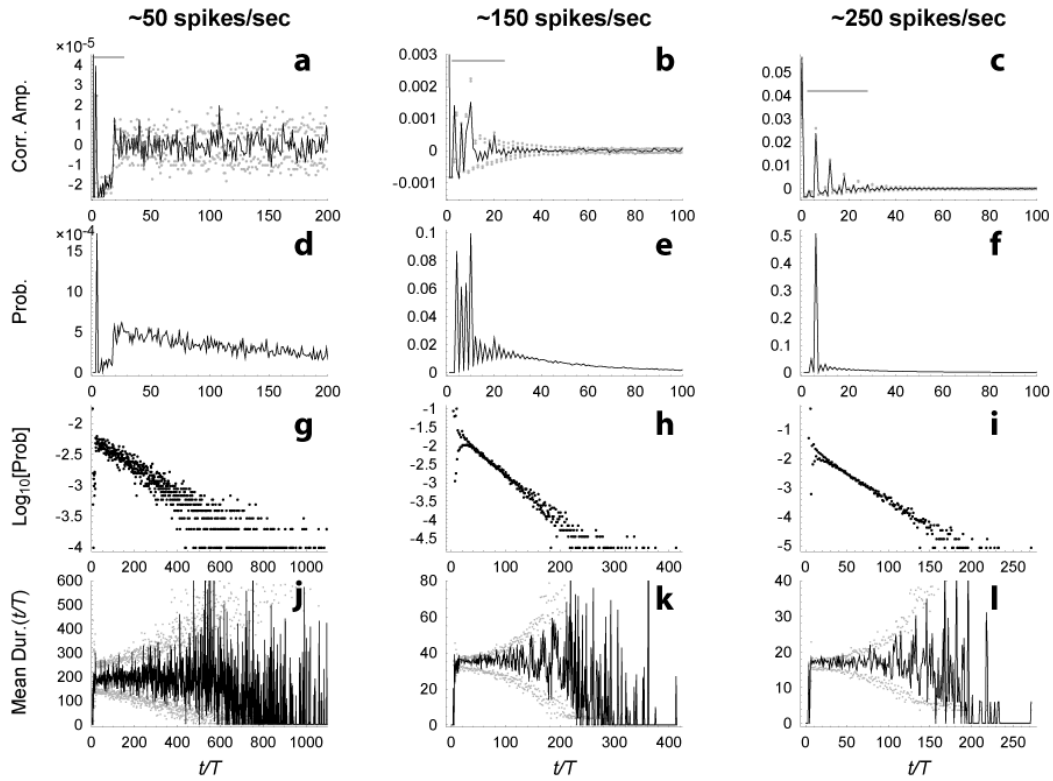 ~50 spikes/sec ~150 spikes/sec ~250 spikes/sec
×10⁻⁵
Corr. Amp.
4
3
2
1
0
-1
-2
a
0 50 100 150 200
0.003
0.002
0.001
0
-0.001
b
0 20 40 60 80 100
0.05
0.04
0.03
0.02
0.01
0
c
0 20 40 60 80 100
×10⁻⁴
Prob.
15
10
5
0
d
0 50 100 150 200
0.1
0.08
0.06
0.04
0.02
0
e
0 20 40 60 80 100
0.5
0.4
0.3
0.2
0.1
0
f
0 20 40 60 80 100
Log₁₀[Prob]
-2
-2.5
-3
-3.5
-4
g
0 200 400 600 800 1000
-1
-1.5
-2
-2.5
-3
-3.5
-4
-4.5
h
0 100 200 300 400
-1
-2
-3
-4
-5
i
0 50 100 150 200 250
Mean Dur.(t/T)
600
500
400
300
200
100
0
j
0 200 400 600 800 1000
t/T
80
60
40
20
0
k
0 100 200 300 400
t/T
40
30
20
10
0
l
0 50 100 150 200 250
t/T